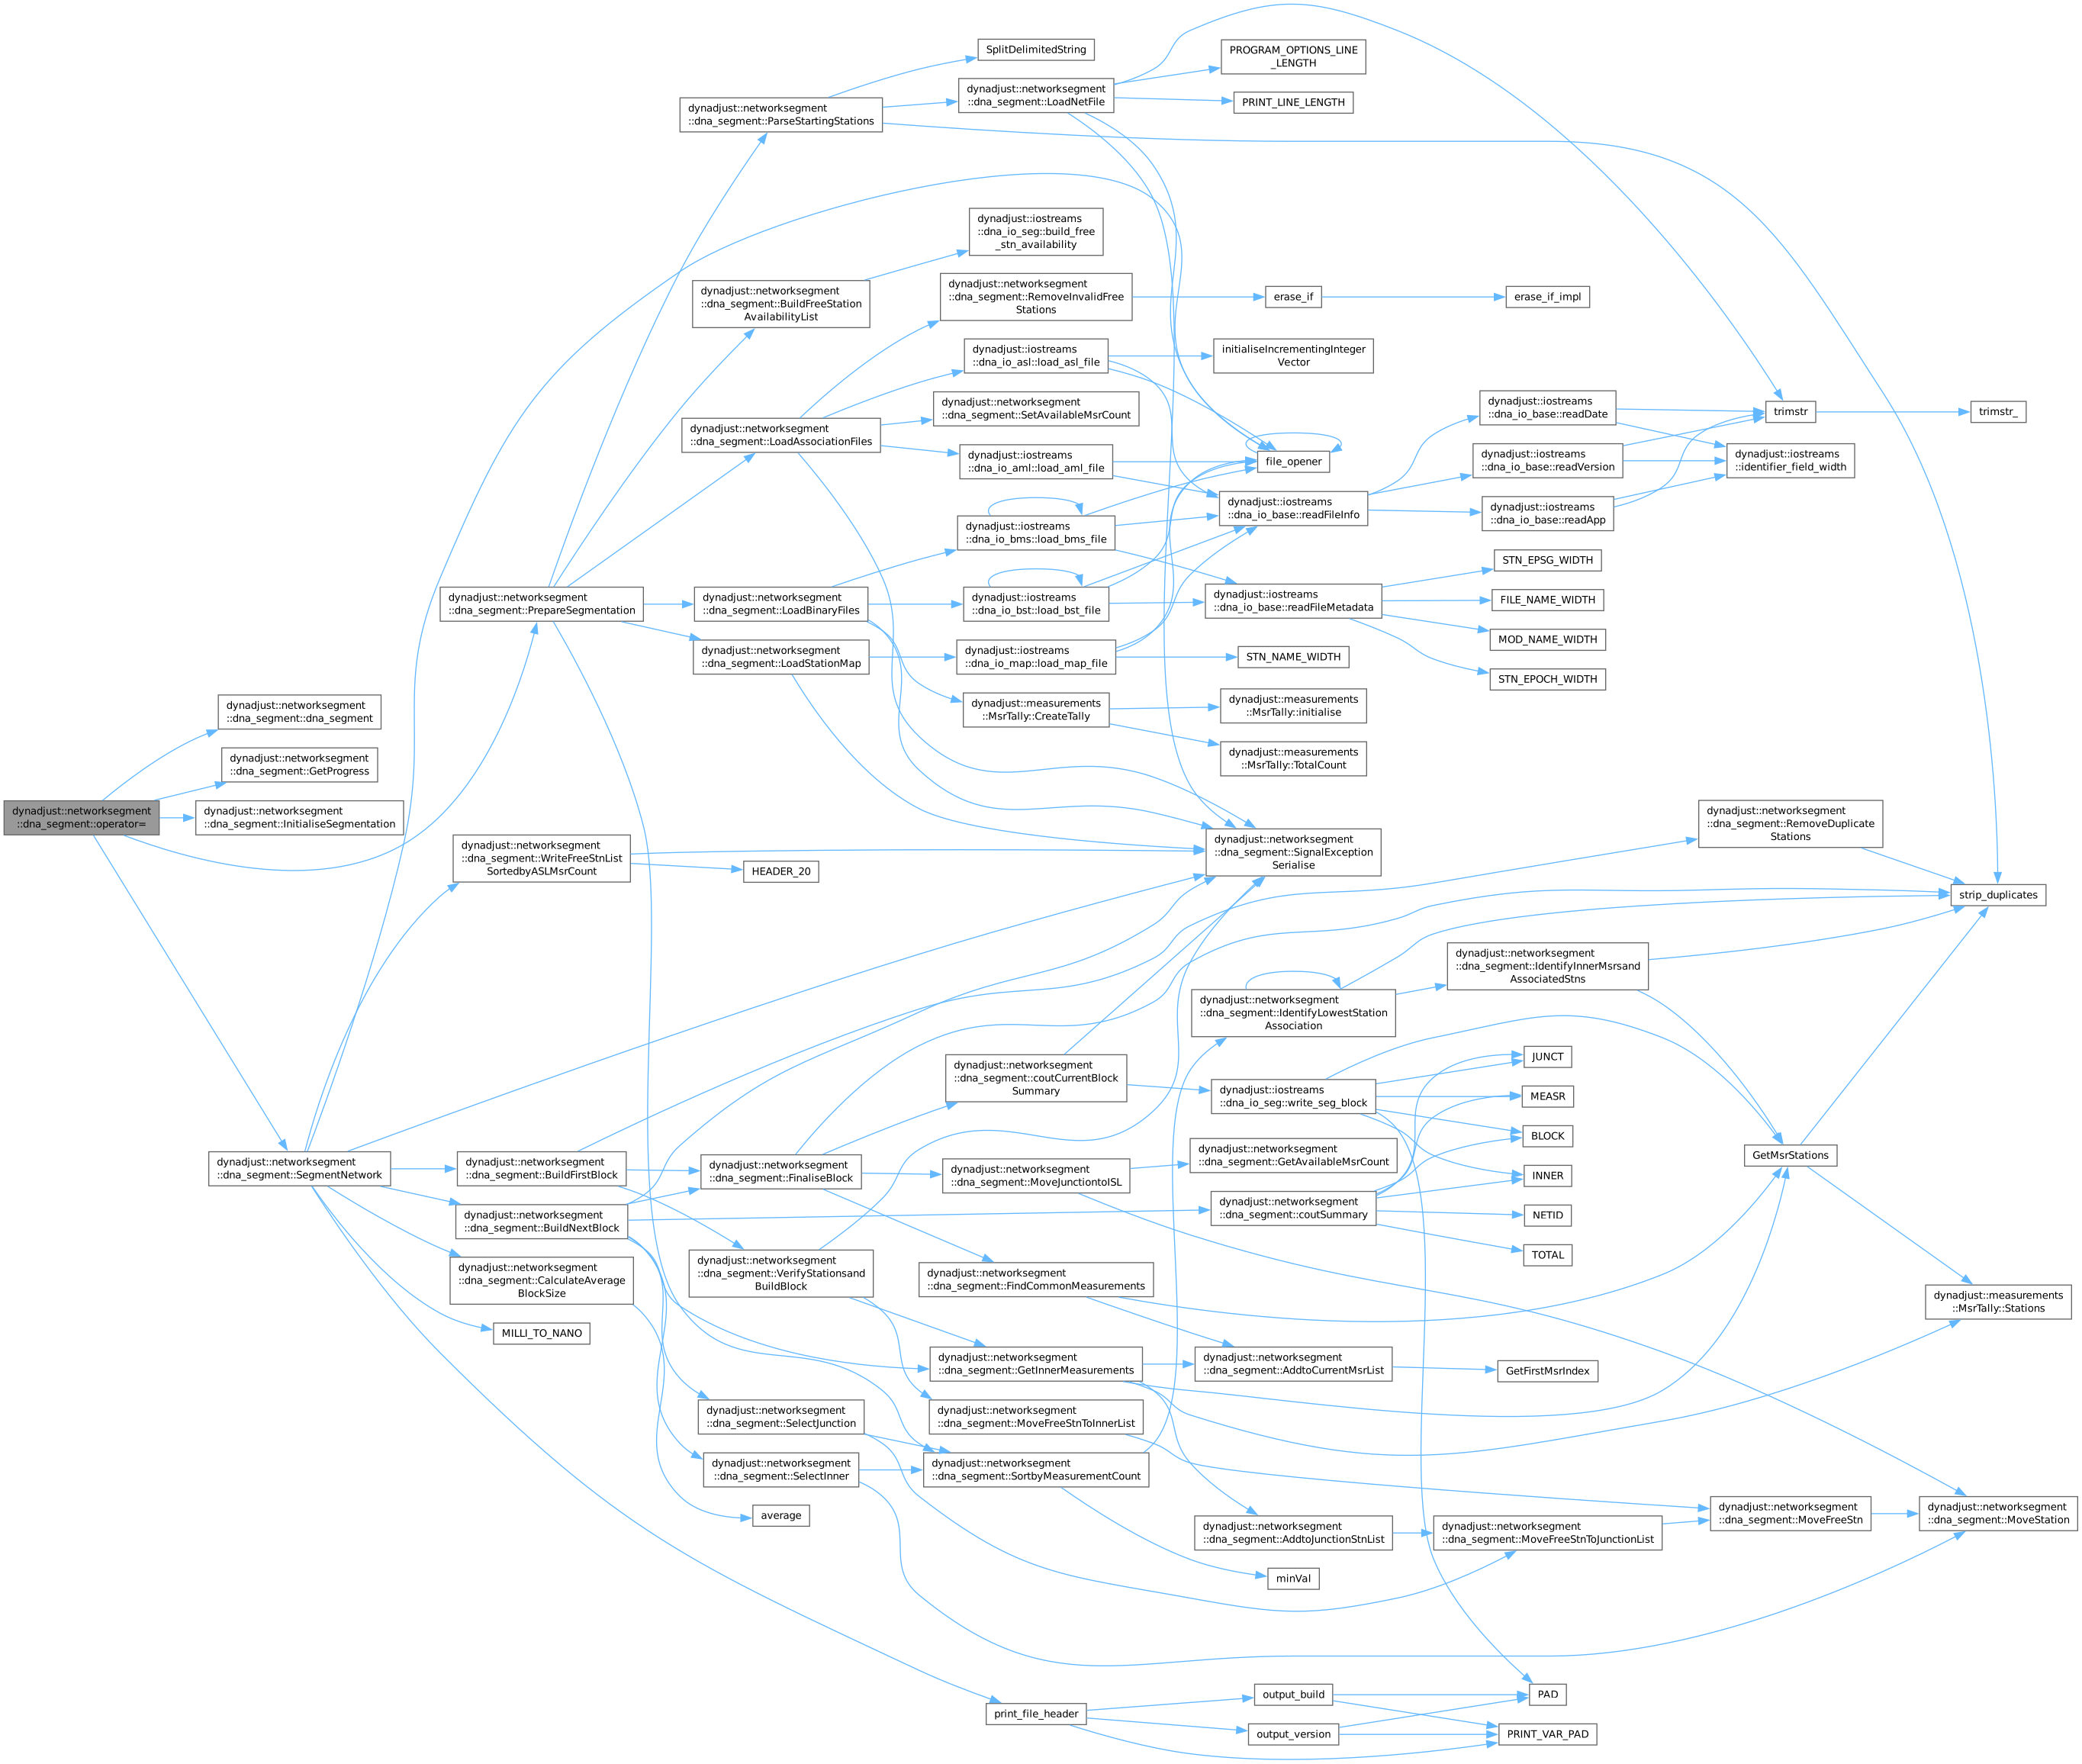 dynadjust::networksegment
::dna_segment::operator=
dynadjust::networksegment
::dna_segment::dna_segment
dynadjust::networksegment
::dna_segment::GetProgress
dynadjust::networksegment
::dna_segment::InitialiseSegmentation
dynadjust::networksegment
::dna_segment::PrepareSegmentation
dynadjust::networksegment
::dna_segment::SegmentNetwork
dynadjust::networksegment
::dna_segment::ParseStartingStations
SplitDelimitedString
dynadjust::networksegment
::dna_segment::LoadNetFile
PROGRAM_OPTIONS_LINE
_LENGTH
PRINT_LINE_LENGTH
dynadjust::networksegment
::dna_segment::BuildFreeStation
AvailabilityList
dynadjust::iostreams
::dna_io_seg::build_free
_stn_availability
dynadjust::networksegment
::dna_segment::LoadAssociationFiles
dynadjust::networksegment
::dna_segment::RemoveInvalidFree
Stations
erase_if
erase_if_impl
dynadjust::iostreams
::dna_io_asl::load_asl_file
initialiseIncrementingInteger
Vector
dynadjust::networksegment
::dna_segment::SetAvailableMsrCount
dynadjust::iostreams
::dna_io_aml::load_aml_file
file_opener
dynadjust::iostreams
::dna_io_base::readFileInfo
dynadjust::iostreams
::dna_io_base::readDate
dynadjust::iostreams
::dna_io_base::readVersion
dynadjust::iostreams
::dna_io_base::readApp
trimstr
trimstr_
dynadjust::iostreams
::identifier_field_width
dynadjust::networksegment
::dna_segment::LoadBinaryFiles
dynadjust::networksegment
::dna_segment::LoadStationMap
dynadjust::iostreams
::dna_io_bms::load_bms_file
dynadjust::iostreams
::dna_io_bst::load_bst_file
dynadjust::iostreams
::dna_io_map::load_map_file
dynadjust::iostreams
::dna_io_base::readFileMetadata
STN_EPSG_WIDTH
FILE_NAME_WIDTH
MOD_NAME_WIDTH
STN_EPOCH_WIDTH
STN_NAME_WIDTH
dynadjust::measurements
::MsrTally::CreateTally
dynadjust::measurements
::MsrTally::initialise
dynadjust::measurements
::MsrTally::TotalCount
dynadjust::networksegment
::dna_segment::WriteFreeStnList
SortedbyASLMsrCount
HEADER_20
dynadjust::networksegment
::dna_segment::SignalException
Serialise
dynadjust::networksegment
::dna_segment::RemoveDuplicate
Stations
strip_duplicates
dynadjust::networksegment
::dna_segment::IdentifyInnerMsrsand
AssociatedStns
dynadjust::networksegment
::dna_segment::IdentifyLowestStation
Association
dynadjust::networksegment
::dna_segment::coutCurrentBlock
Summary
dynadjust::iostreams
::dna_io_seg::write_seg_block
JUNCT
MEASR
BLOCK
INNER
NETID
TOTAL
GetMsrStations
dynadjust::networksegment
::dna_segment::BuildFirstBlock
dynadjust::networksegment
::dna_segment::BuildNextBlock
dynadjust::networksegment
::dna_segment::FinaliseBlock
dynadjust::networksegment
::dna_segment::MoveJunctiontoISL
dynadjust::networksegment
::dna_segment::GetAvailableMsrCount
dynadjust::networksegment
::dna_segment::coutSummary
dynadjust::networksegment
::dna_segment::CalculateAverage
BlockSize
dynadjust::networksegment
::dna_segment::VerifyStationsand
BuildBlock
dynadjust::networksegment
::dna_segment::FindCommonMeasurements
dynadjust::measurements
::MsrTally::Stations
MILLI_TO_NANO
dynadjust::networksegment
::dna_segment::GetInnerMeasurements
dynadjust::networksegment
::dna_segment::AddtoCurrentMsrList
GetFirstMsrIndex
dynadjust::networksegment
::dna_segment::SelectJunction
dynadjust::networksegment
::dna_segment::MoveFreeStnToInnerList
dynadjust::networksegment
::dna_segment::SelectInner
dynadjust::networksegment
::dna_segment::SortbyMeasurementCount
average
dynadjust::networksegment
::dna_segment::AddtoJunctionStnList
dynadjust::networksegment
::dna_segment::MoveFreeStnToJunctionList
dynadjust::networksegment
::dna_segment::MoveFreeStn
dynadjust::networksegment
::dna_segment::MoveStation
minVal
print_file_header
output_build
output_version
PAD
PRINT_VAR_PAD